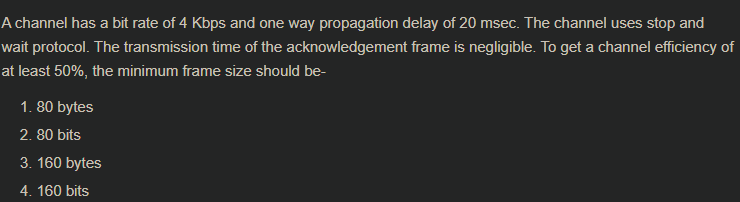 A channel has a bit rate of 4 Kbps and one way propagation delay of 20 msec. The channel uses stop and
wait protocol. The transmission time of the acknowledgement frame is negligible. To get a channel efficiency of
at least 50%, the minimum frame size should be-
1. 80 bytes
2. 80 bits
3. 160 bytes
4. 160 bits